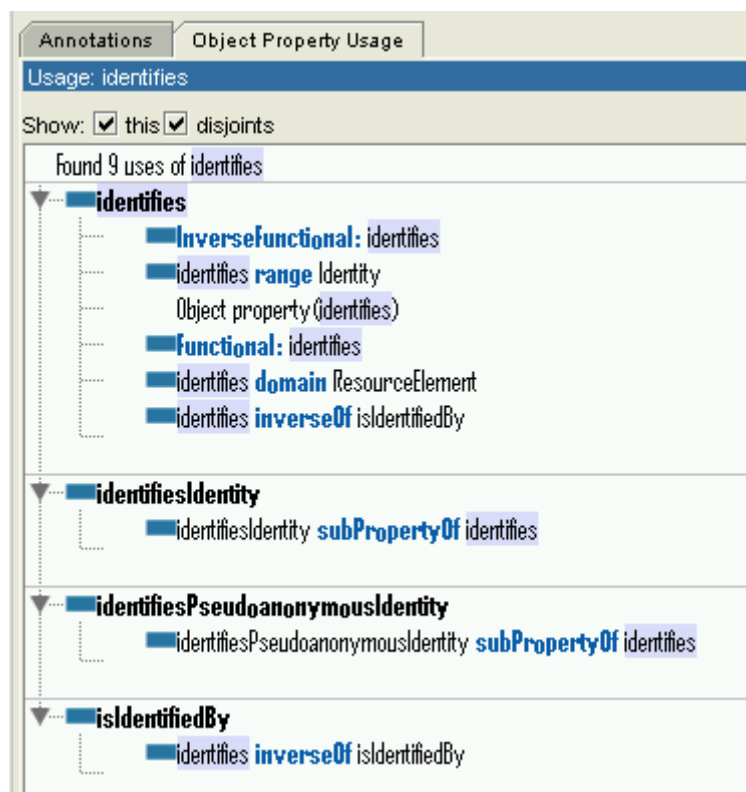 Annotations Object Property Usage
Usage: identifies
Show: this disjoints
Found 9 uses of identifies
identifies
InverseFunctional: identifies
identifies range Identity
Object property(identifies)
Functional: identifies
identifies domain ResourceElement
identifies inverseOf isIdentifiedBy
identifiesIdentity
identifiesIdentity subPropertyOf identifies
identifiesPseudoanonymousIdentity
identifiesPseudoanonymousIdentity subPropertyOf identifies
isIdentifiedBy
identifies inverseOf isIdentifiedBy